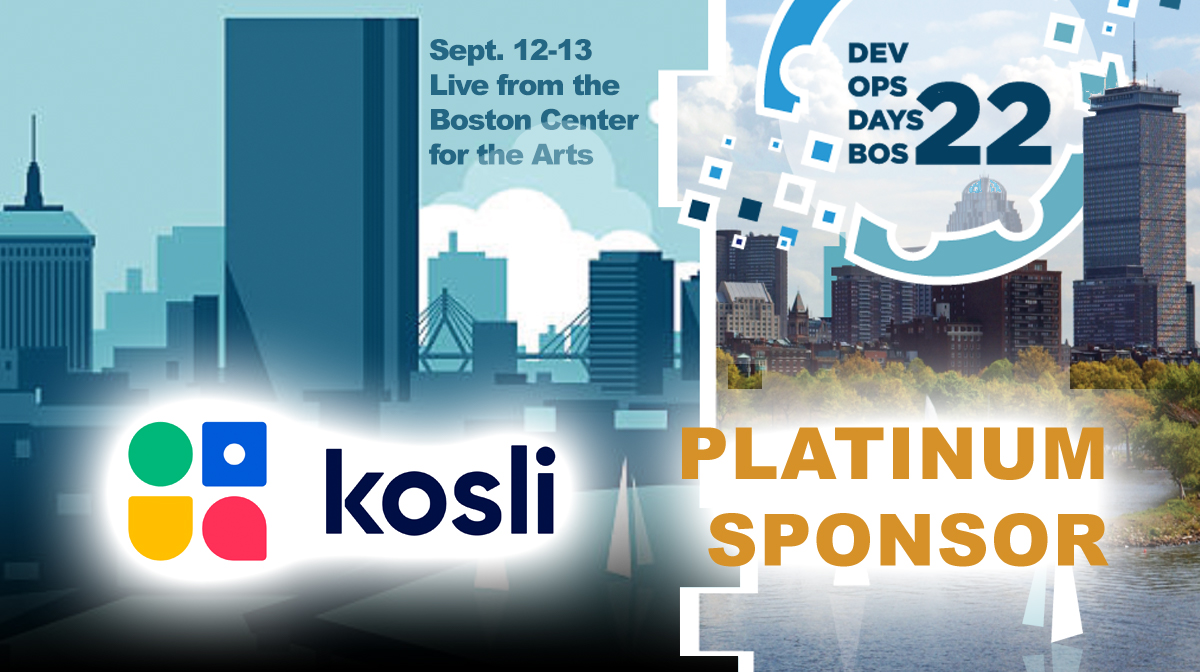 Sept. 12-13
Live from the
Boston Center
for the Arts
DEV
OPS
DAYS
BOS 22
kosli
PLATINUM
SPONSOR